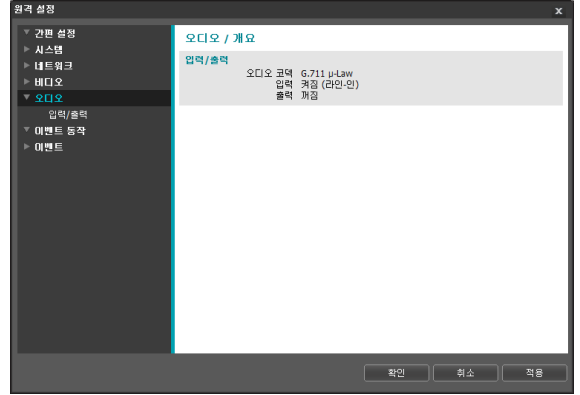 원격 설정
x
간편 설정
시스템
네트워크
비디오
오디오
입력/출력
이벤트 동작
이벤트
오디오 / 개요
입력/출력
오디오 코덱 G.711 μ-Law
입력 켜짐 (라인-인)
출력 꺼짐
확인 취소 적용